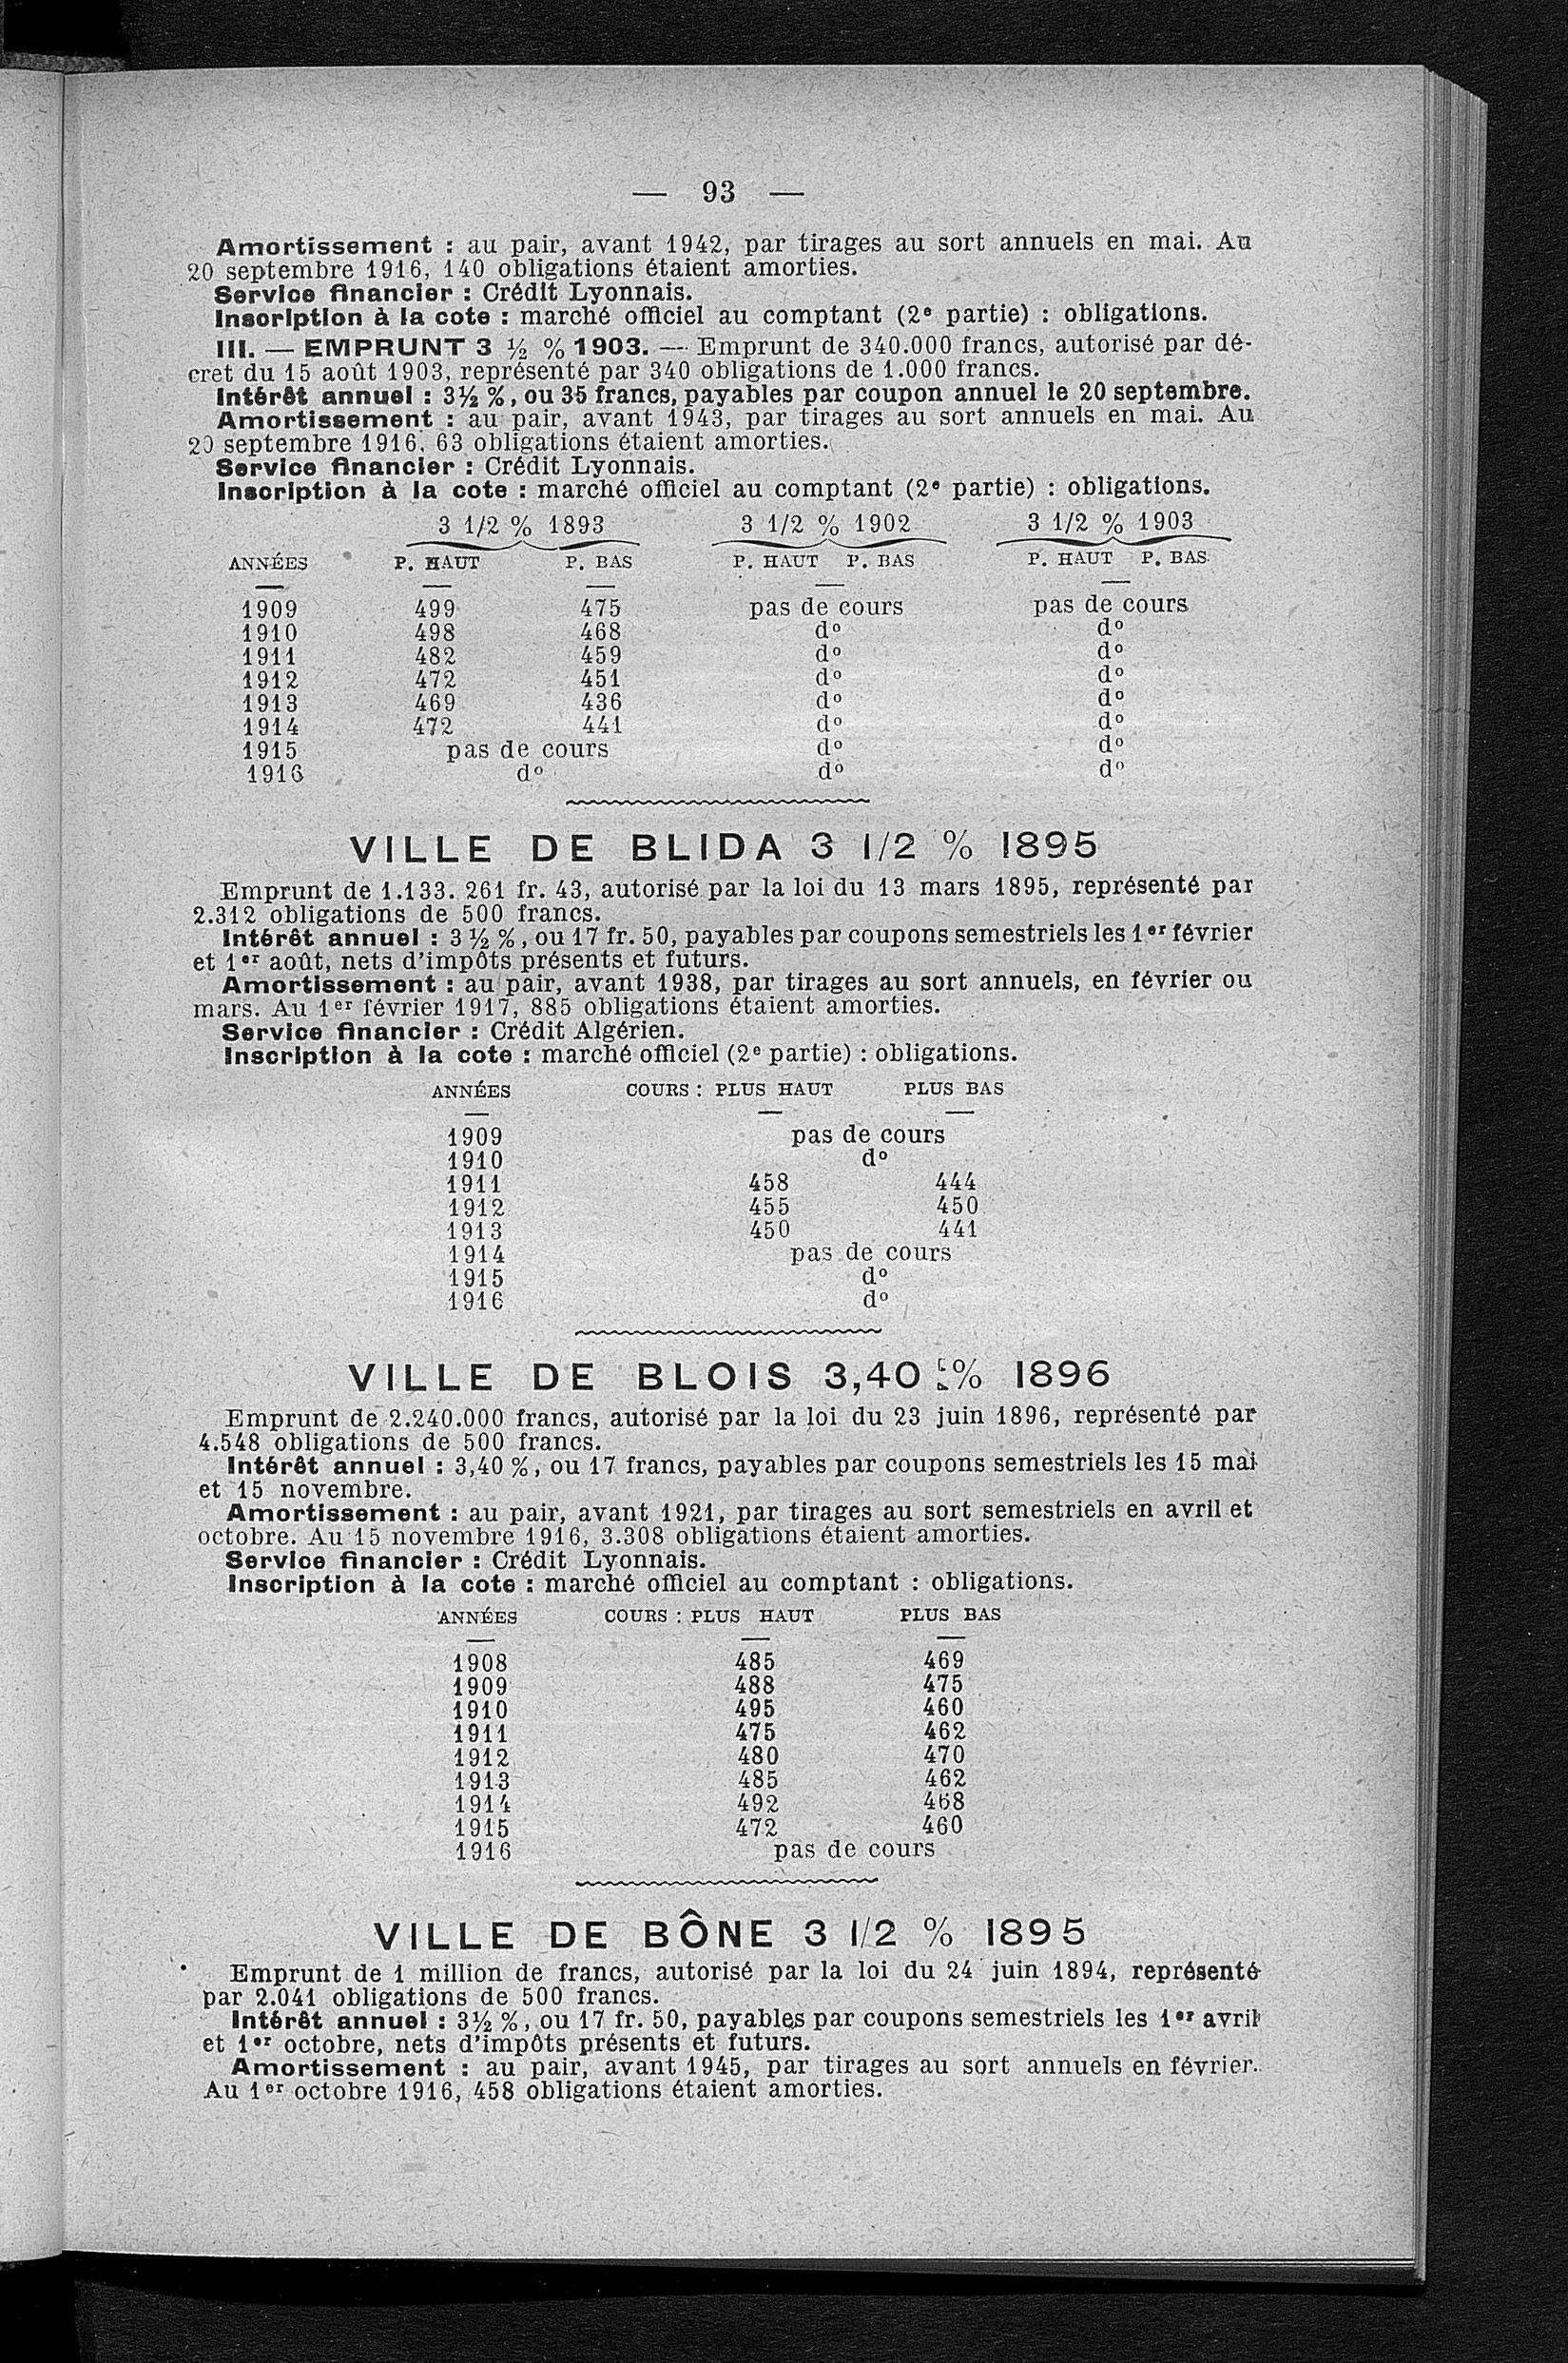 — 93 —
Amortissement : au pair, avant 1942, par tirages au sort annuels en mai. Au
20 septembre 1916, 140 obligations étaient amorties.
Service financier : Crédit Lyonnais.
Inscription à la cote : marché officiel au comptant (2e partie) : obligations.
III. — EMPRUNT 3 ½ % 1903. — Emprunt de 340.000 francs, autorisé par dé-
cret du 15 août 1903, représenté par 340 obligations de 1.000 francs.
Intérêt annuel : 3½ %, ou 35 francs, payables par coupon annuel le 20 septembre.
Amortissement : au pair, avant 1943, par tirages au sort annuels en mai. Au
20 septembre 1916, 63 obligations étaient amorties.
Service financier : Crédit Lyonnais.
Inscription à la cote : marché officiel au comptant (2e partie) : obligations.
3 1/2 % 1893 3 1/2 % 1902 3 1/2 % 1903
ANNÉES P. HAUT P. BAS P. HAUT P. BAS P. HAUT P. BAS
1909 499 475 pas de cours pas de cours
1910 498 468 do do
1911 482 459 do do
1912 472 451 do do
1913 469 436 do do
1914 472 441 do do
1915 pas de cours do do
1916 do do do
VILLE DE BLIDA 3 1/2 % 1895
Emprunt de 1.133. 261 fr. 43, autorisé par la loi du 13 mars 1895, représenté par
2.312 obligations de 500 francs.
Intérêt annuel : 3 ½ %, ou 17 fr. 50, payables par coupons semestriels les 1er février
et 1er août, nets d'impôts présents et futurs.
Amortissement : au pair, avant 1938, par tirages au sort annuels, en février ou
mars. Au 1er février 1917, 885 obligations étaient amorties.
Service financier : Crédit Algérien.
Inscription à la cote : marché officiel (2e partie) : obligations.
ANNÉES COURS : PLUS HAUT PLUS BAS
1909 pas de cours
1910 do
1911 458 444
1912 455 450
1913 450 441
1914 pas de cours
1915 do
1916 do
VILLE DE BLOIS 3,40 % 1896
Emprunt de 2.240.000 francs, autorisé par la loi du 23 juin 1896, représenté par
4.548 obligations de 500 francs.
Intérêt annuel : 3,40 %, ou 17 francs, payables par coupons semestriels les 15 mai
et 15 novembre.
Amortissement : au pair, avant 1921, par tirages au sort semestriels en avril et
octobre. Au 15 novembre 1916, 3.308 obligations étaient amorties.
Service financier : Crédit Lyonnais.
Inscription à la cote : marché officiel au comptant : obligations.
ANNÉES COURS : PLUS HAUT PLUS BAS
1908 485 469
1909 488 475
1910 495 460
1911 475 462
1912 480 470
1913 485 462
1914 492 468
1915 472 460
1916 pas de cours
VILLE DE BÔNE 3 1/2 % 1895
Emprunt de 1 million de francs, autorisé par la loi du 24 juin 1894, représenté
par 2.041 obligations de 500 francs.
Intérêt annuel : 3½ %, ou 17 fr. 50, payables par coupons semestriels les 1er avril
et 1er octobre, nets d'impôts présents et futurs.
Amortissement : au pair, avant 1945, par tirages au sort annuels en février.
Au 1er octobre 1916, 458 obligations étaient amorties.